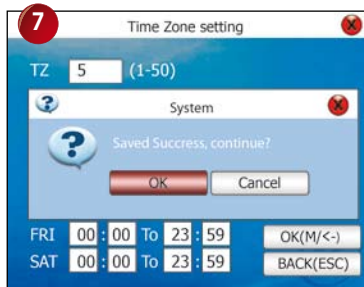 7
Time Zone setting
TZ 5 (1-50)
System
Saved Success, continue?
OK Cancel
FRI 00 : 00 To 23 : 59 OK(M/<-)
SAT 00 : 00 To 23 : 59 BACK(ESC)